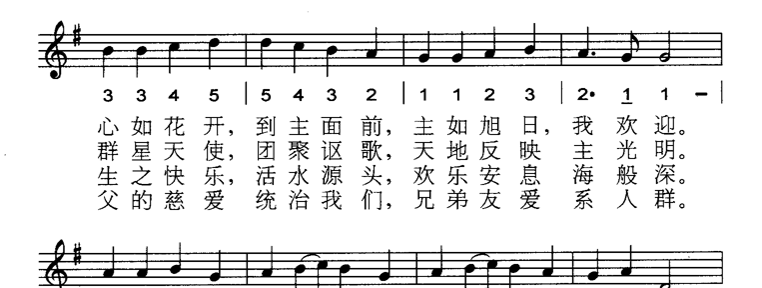 3 3 4 5 | 5 4 3 2 | 1 1 2 3 | 2· 1 1 –
心如花开，到主面前，主如旭日，我欢迎。
群星天使，团聚讴歌，天地反映主光明。
生之快乐，活水源头，欢乐安息海般深。
父的慈爱统治我们，兄弟友爱系人群。